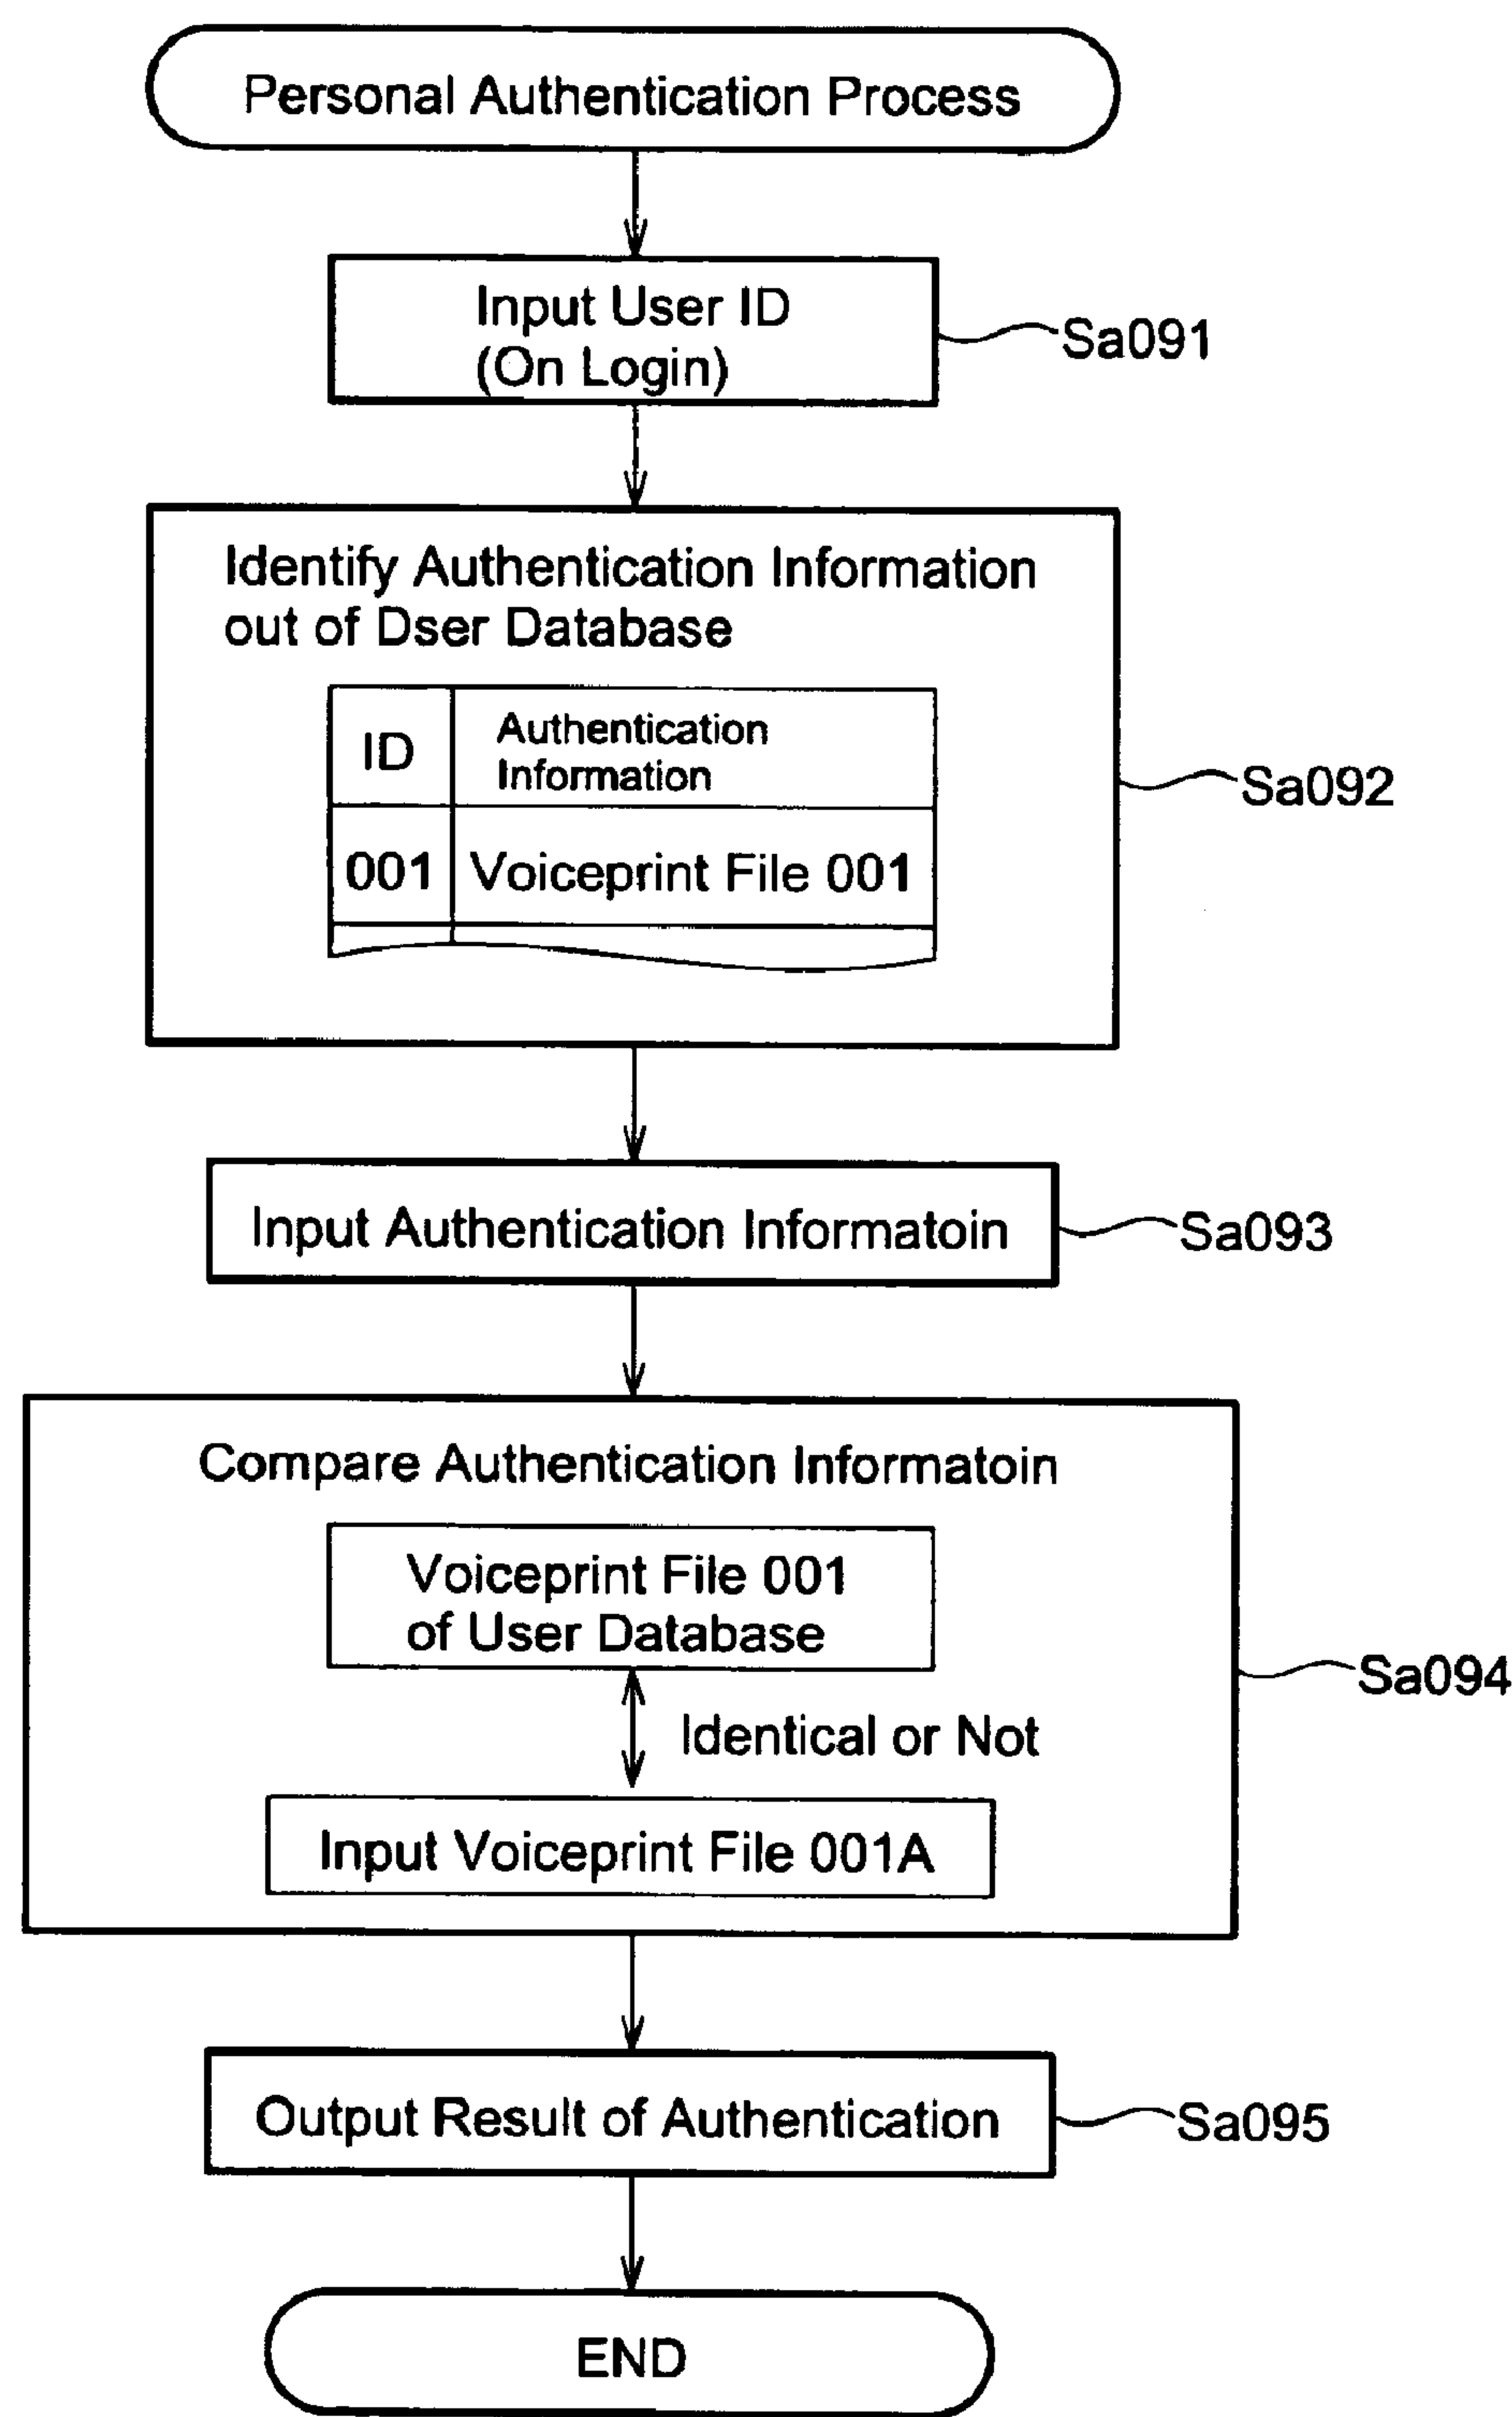 Personal Authentication Process
Input User ID
(On Login)
Sa091
Identify Authentication Information
out of Dser Database
ID
Authentication
Information
001
Voiceprint File 001
Sa092
Input Authentication Informatoin
Sa093
Compare Authentication Informatoin
Voiceprint File 001
of User Database
Identical or Not
Input Voiceprint File 001A
Sa094
Output Result of Authentication
Sa095
END